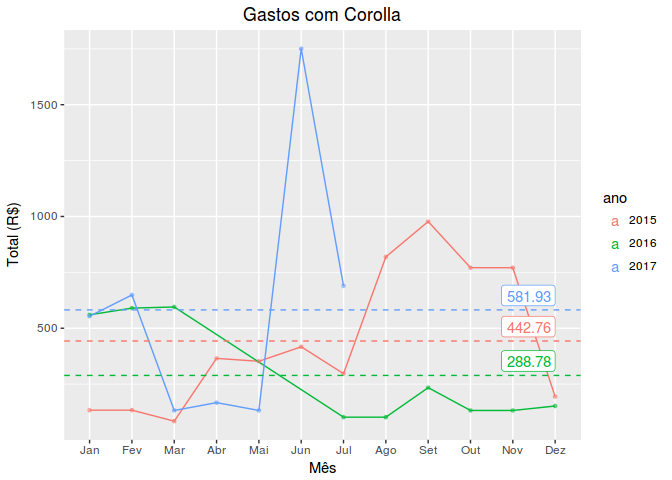 Gastos com Corolla
Total (R$)
1500
1000
500
581.93
442.76
288.78
Jan Fev Mar Abr Mai Jun Jul Ago Set Out Nov Dez
Mês
ano
a 2015
a 2016
a 2017